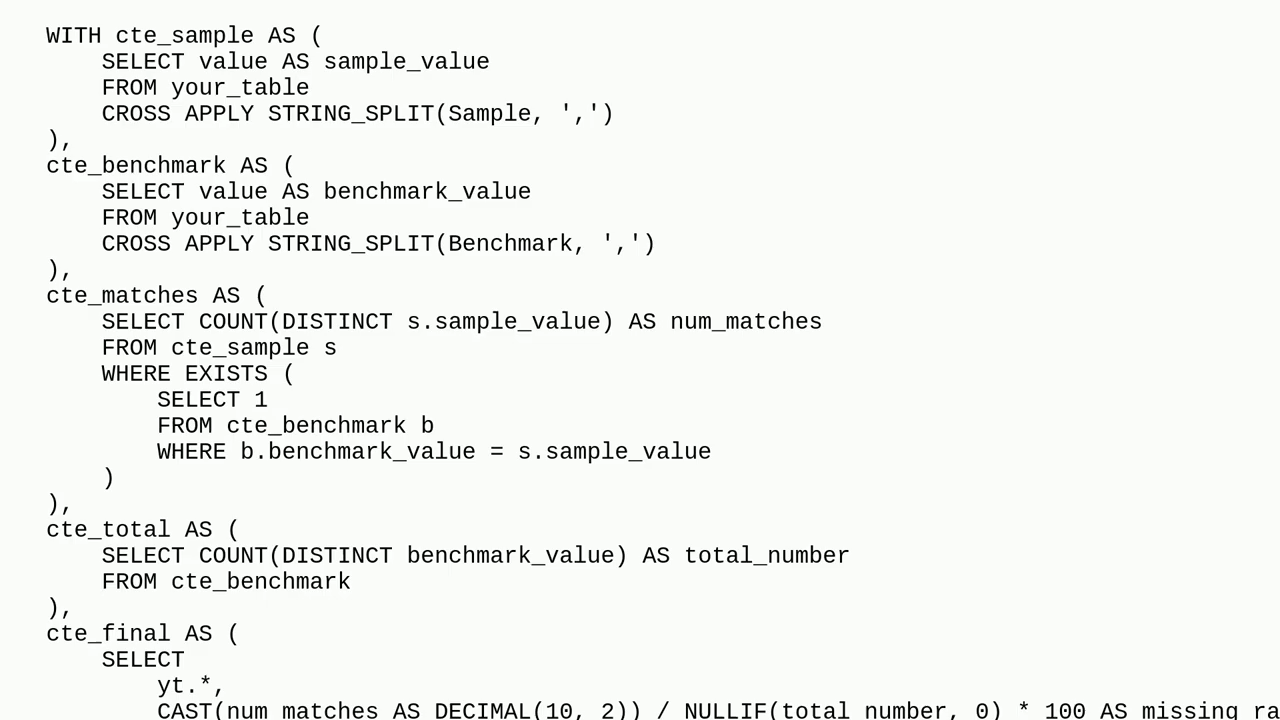 WITH cte_sample AS (
    SELECT value AS sample_value
    FROM your_table
    CROSS APPLY STRING_SPLIT(Sample, ',')
),
cte_benchmark AS (
    SELECT value AS benchmark_value
    FROM your_table
    CROSS APPLY STRING_SPLIT(Benchmark, ',')
),
cte_matches AS (
    SELECT COUNT(DISTINCT s.sample_value) AS num_matches
    FROM cte_sample s
    WHERE EXISTS (
        SELECT 1
        FROM cte_benchmark b
        WHERE b.benchmark_value = s.sample_value
    )
),
cte_total AS (
    SELECT COUNT(DISTINCT benchmark_value) AS total_number
    FROM cte_benchmark
),
cte_final AS (
    SELECT
        yt.*,
        CAST(num_matches AS DECIMAL(10, 2)) / NULLIF(total_number, 0) * 100 AS missing_ra